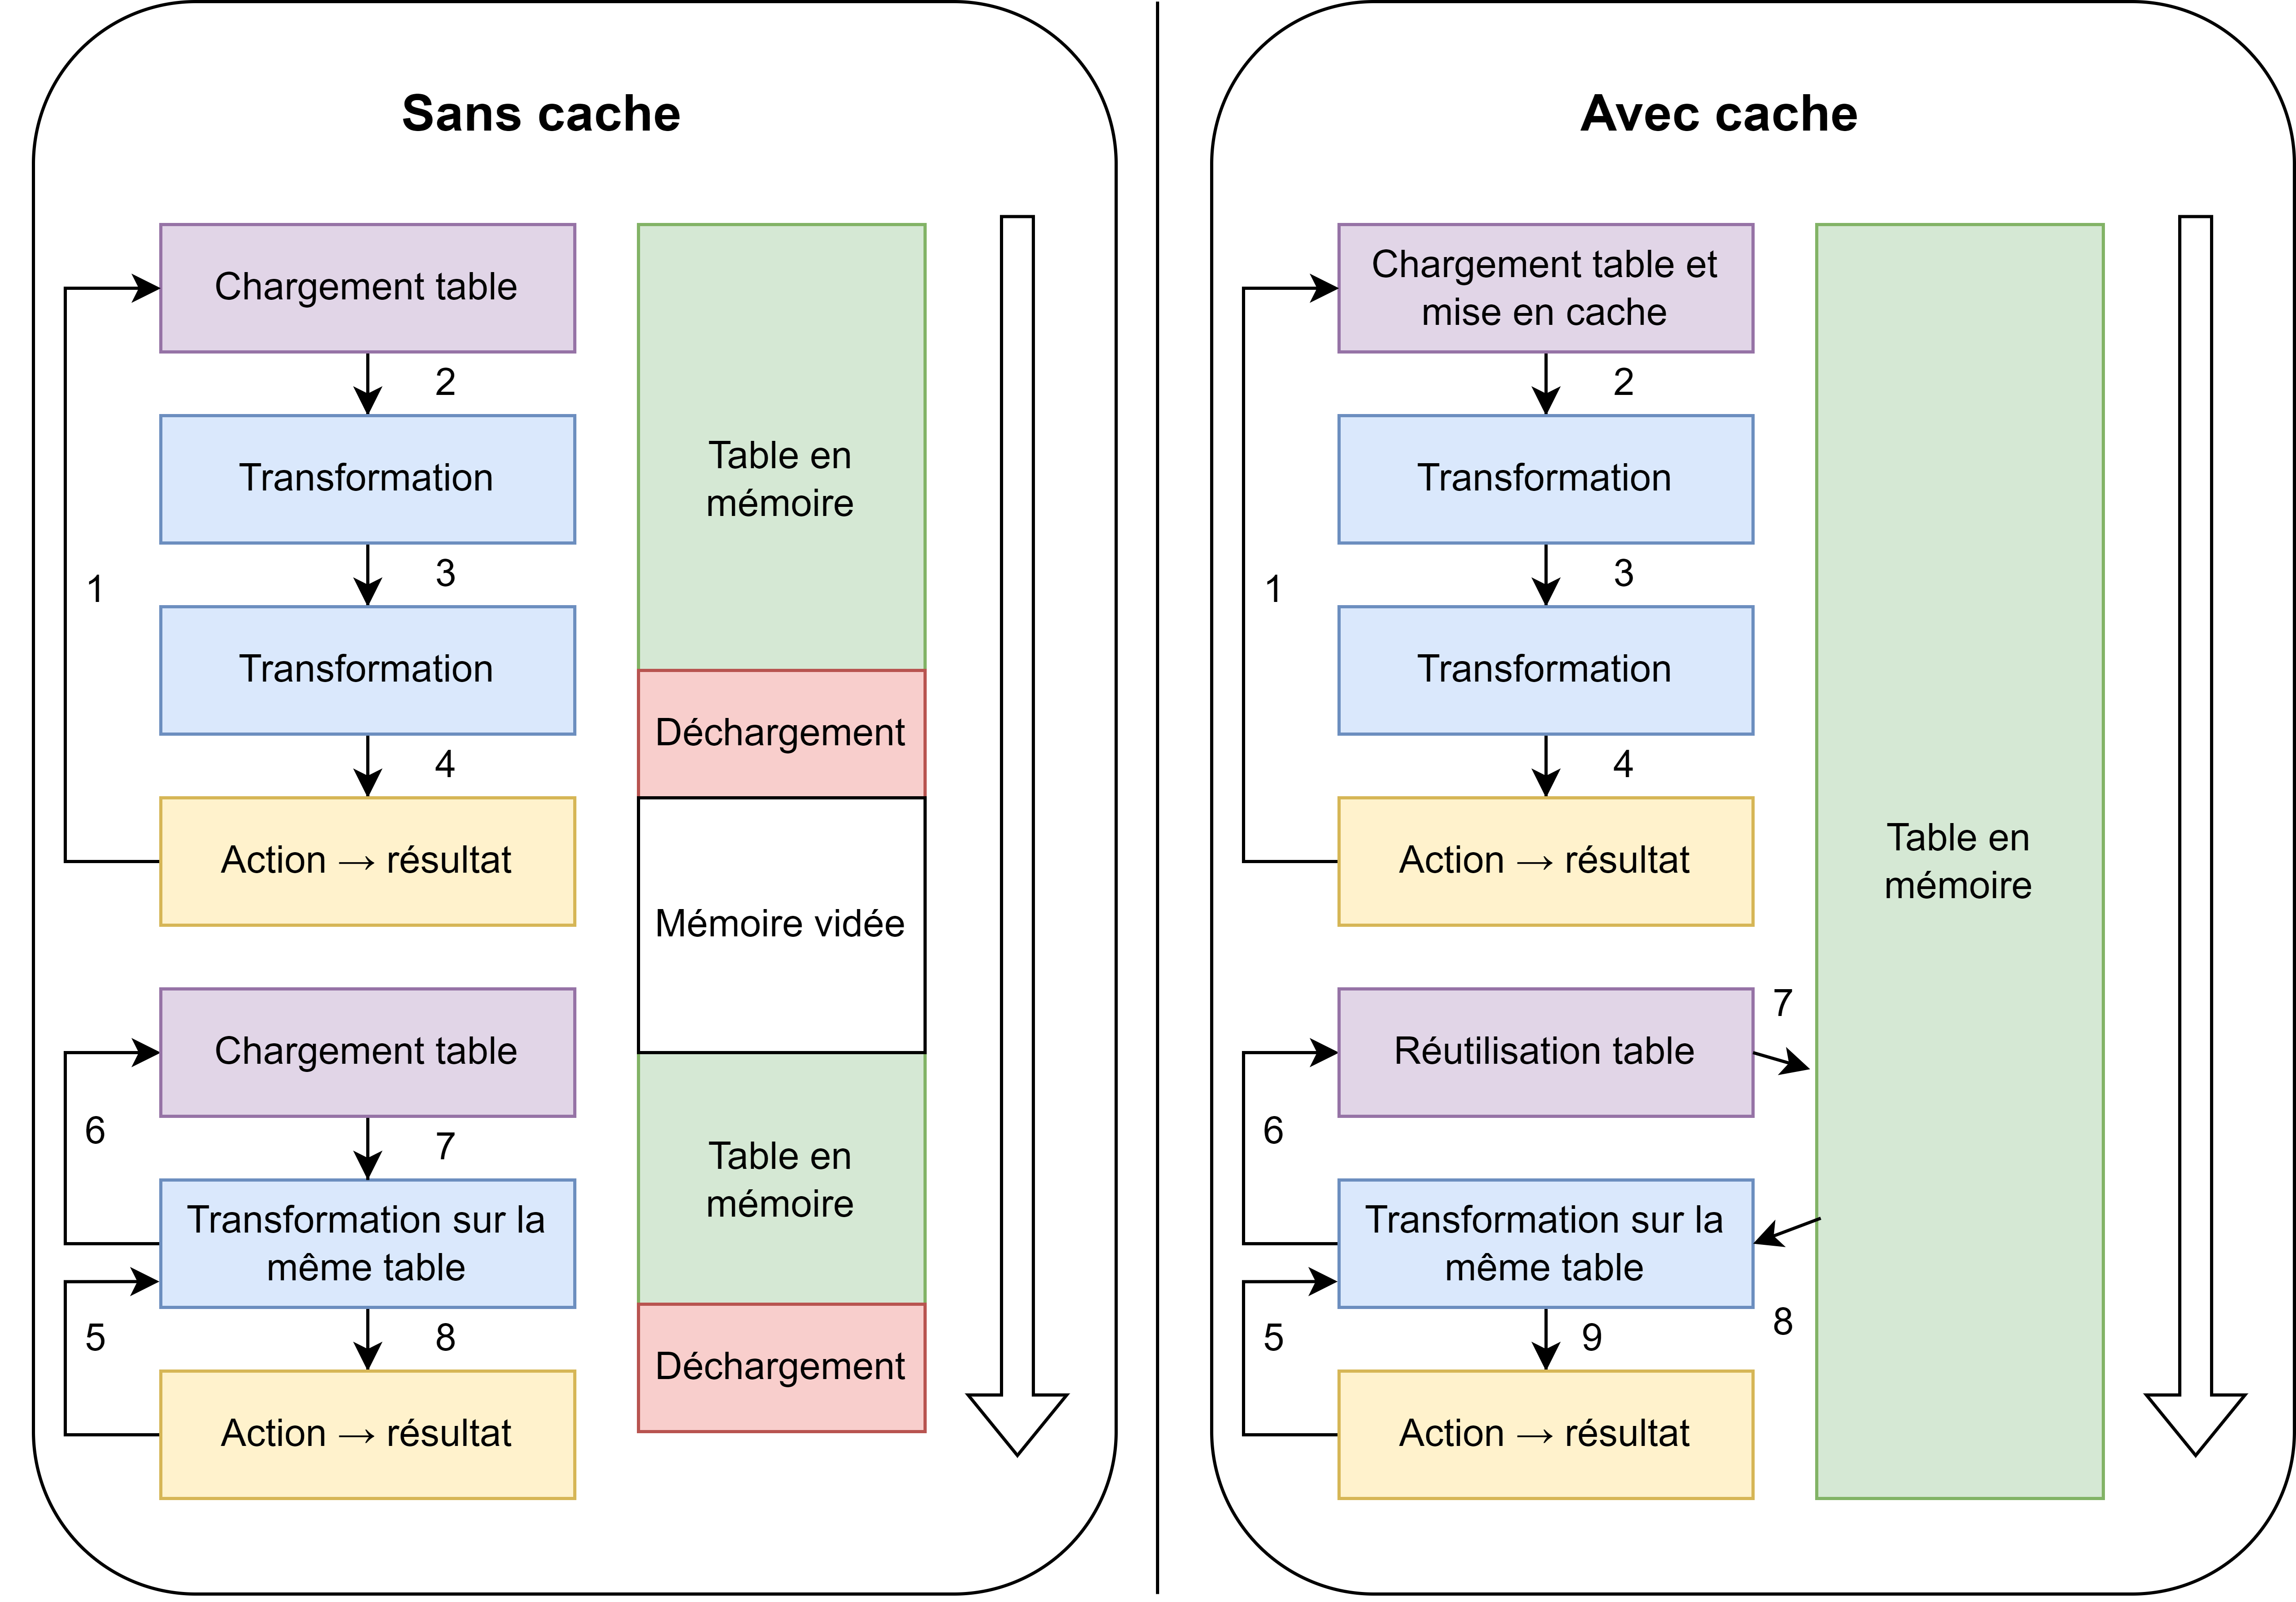 Sans cache
Chargement table
2
Transformation
3
Transformation
1
4
Action → résultat
Table en
mémoire
Déchargement
Mémoire vidée
Chargement table
6
7
Transformation sur la
même table
5
8
Action → résultat
Table en
mémoire
Déchargement
Avec cache
Chargement table et
mise en cache
2
Transformation
3
Transformation
1
4
Action → résultat
Table en
mémoire
Réutilisation table
7
6
Transformation sur la
même table
8
5
9
Action → résultat